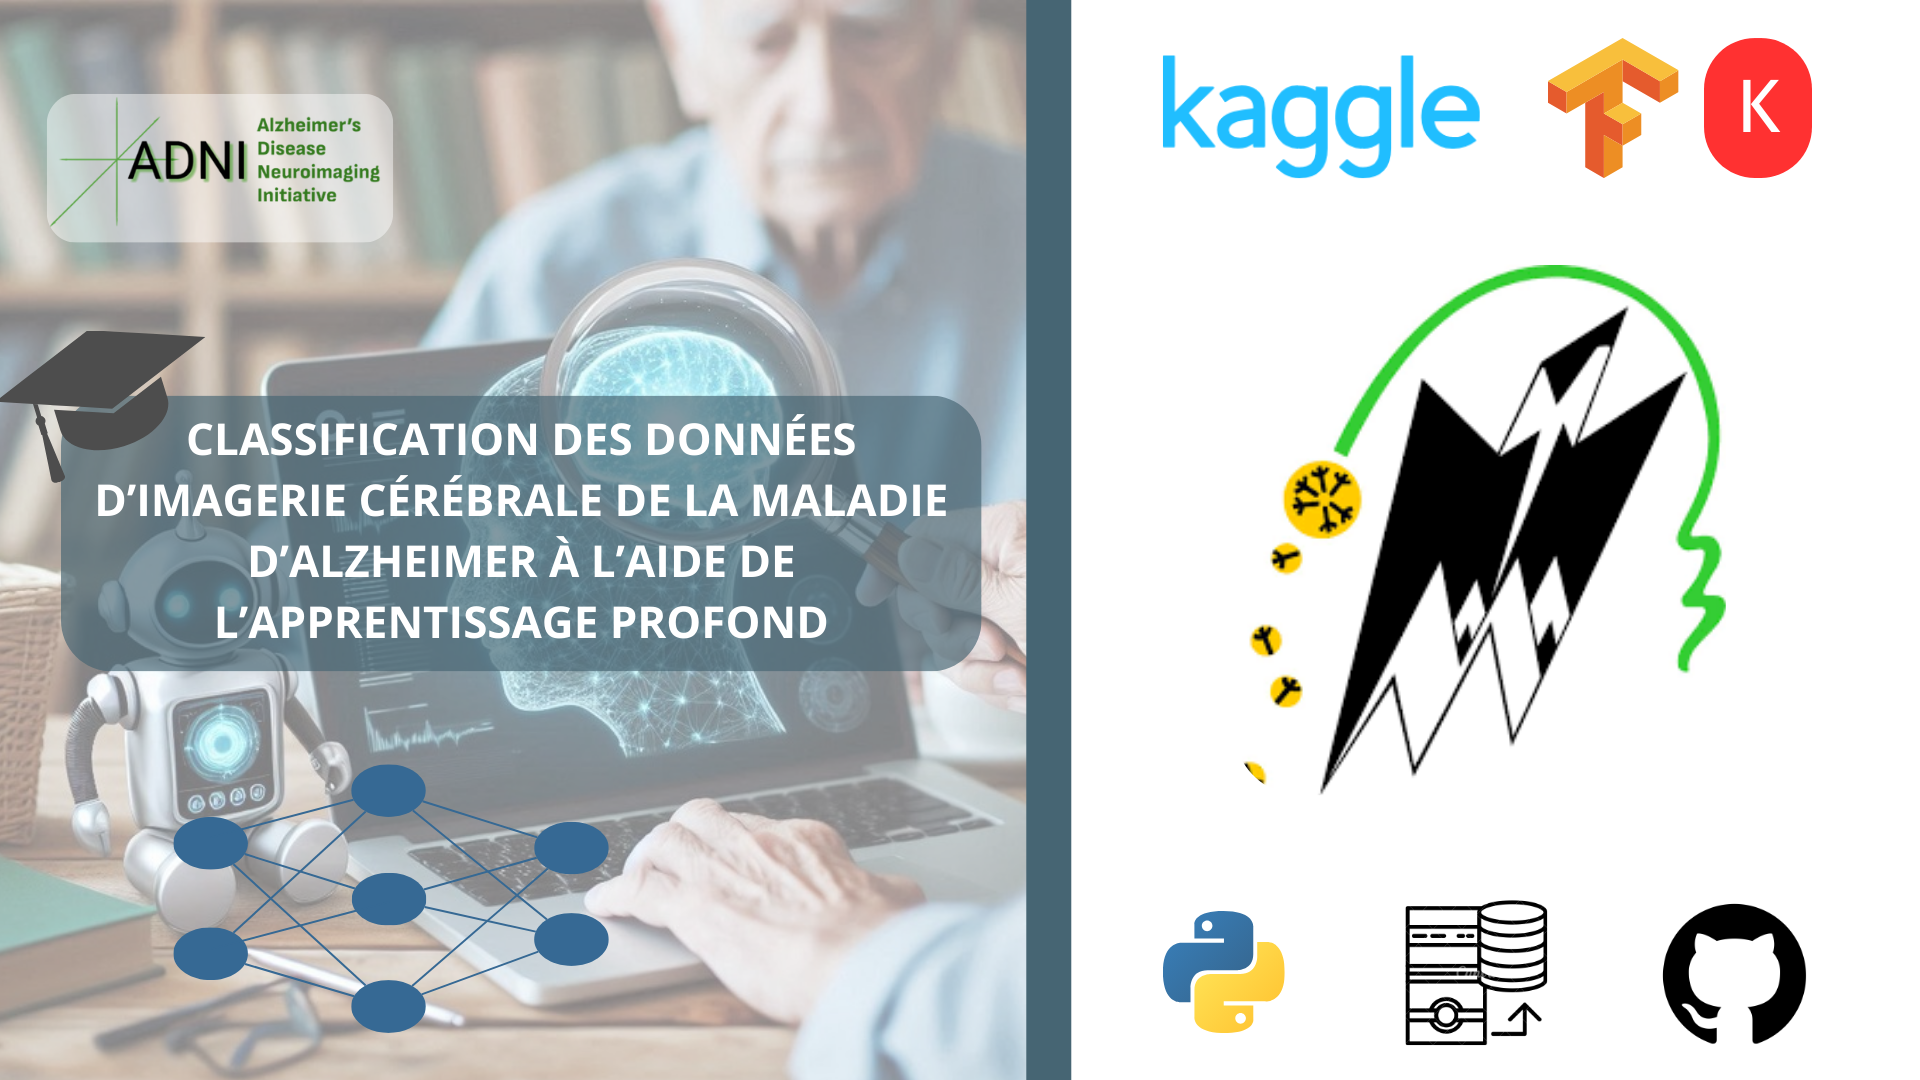 ADNI
Alzheimer’s
Disease
Neuroimaging
Initiative
CLASSIFICATION DES DONNÉES
D’IMAGERIE CÉRÉBRALE DE LA MALADIE
D’ALZHEIMER À L’AIDE DE
L’APPRENTISSAGE PROFOND
kaggle
K